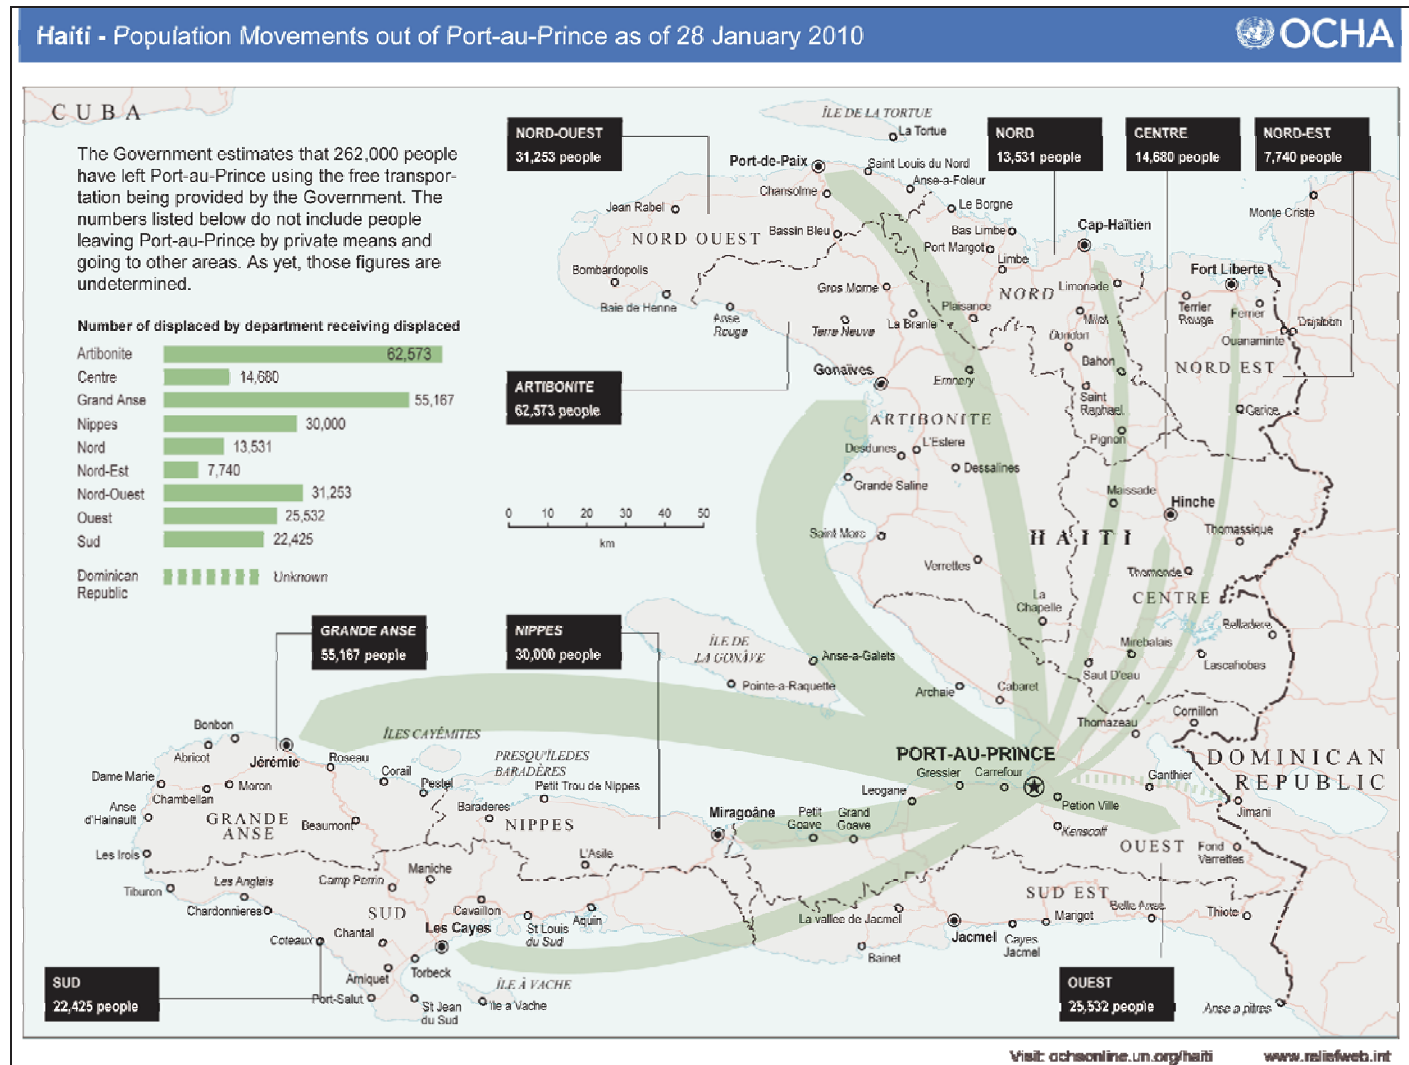 Haiti - Population Movements out of Port-au-Prince as of 28 January 2010
OCHA
CUBA
The Government estimates that 262,000 people
have left Port-au-Prince using the free transpor-
tation being provided by the Government. The
numbers listed below do not include people
leaving Port-au-Prince by private means and
going to other areas. As yet, those figures are
undetermined.
Number of displaced by department receiving displaced
Artibonite 62,573
Centre 14,680
Grand Anse 55,167
Nippes 30,000
Nord 13,531
Nord-Est 7,740
Nord-Ouest 31,253
Ouest 25,532
Sud 22,425
Dominican
Republic
Unknown
NORD-OUEST
31,253 people
ÎLE DE LA TORTUE
La Tortue
NORD
13,531 people
CENTRE
14,680 people
NORD-EST
7,740 people
Port-de-Paix
Saint Louis du Nord
Chansolme
Anse-a-Foleur
Jean Rabel
Le Borgne
Monte Criste
NORD OUEST
Bassin Bleu
Bas Limbe
Cap-Haïtien
Port Margot
Limbe
Bombardopolis
Fort Liberte
Gros Morne
NORD
Limonade
Baie de Henne
Anse
Rouge
Plaisance
Terrier
Rouge
Ferrier
Terre Neuve
La Branle
Milot
Dondon
Dajabon
Ouanaminte
Gonaïves
Ennery
Bahon
NORD EST
ARTIBONITE
62,573 people
Saint
Raphael
Carice
ARTIBONITE
Pignon
Desdunes
L'Estere
Dessalines
Grande Saline
Maissade
Hinche
0 10 20 30 40 50
km
Saint Marc
HAITI
Thomassique
Verrettes
Thomonde
La
Chapelle
CENTRE
Belladere
GRANDE ANSE
55,167 people
NIPPES
30,000 people
ÎLE DE
LA GONÂVE
Anse-a-Galets
Mirebalais
Lascahobas
Saut D'eau
Pointe-a-Raquette
Archaie
Cabaret
Cornillon
Thomazeau
Bonbon
ÎLES CAYÊMITES
Abricot
Jérémie
Roseau
PRESQU'ÎLEDES
BARADÈRES
PORT-AU-PRINCE
DOMINICAN
REPUBLIC
Dame Marie
Corail
Pestel
Petit Trou de Nippes
Gressier
Carrefour
Ganthier
Chambellan
Moron
Leogane
Petion Ville
Jimani
Anse
d'Hainault
GRANDE
ANSE
Beaumont
Baraderes
NIPPES
Miragoâne
Petit
Goave
Grand
Goave
Kenscoff
OUEST
Fond
Verrettes
Les Irois
L'Asile
Maniche
Tiburon
Les Anglais
Camp Perrin
SUD EST
Chardonnieres
SUD
Cavaillon
Aquin
La vallee de Jacmel
Belle Anse
Thiote
Coteaux
Chantal
Les Cayes
St Louis
du Sud
Jacmel
Cayes
Jacmel
Marigot
Bainet
Torbeck
Arniquet
SUD
22,425 people
Port-Salut
St Jean
du Sud
ÎLE À VACHE
Ile a Vache
OUEST
25,532 people
Anse a pitres
Visit: ochaonline.un.org/haiti
www.reliefweb.int